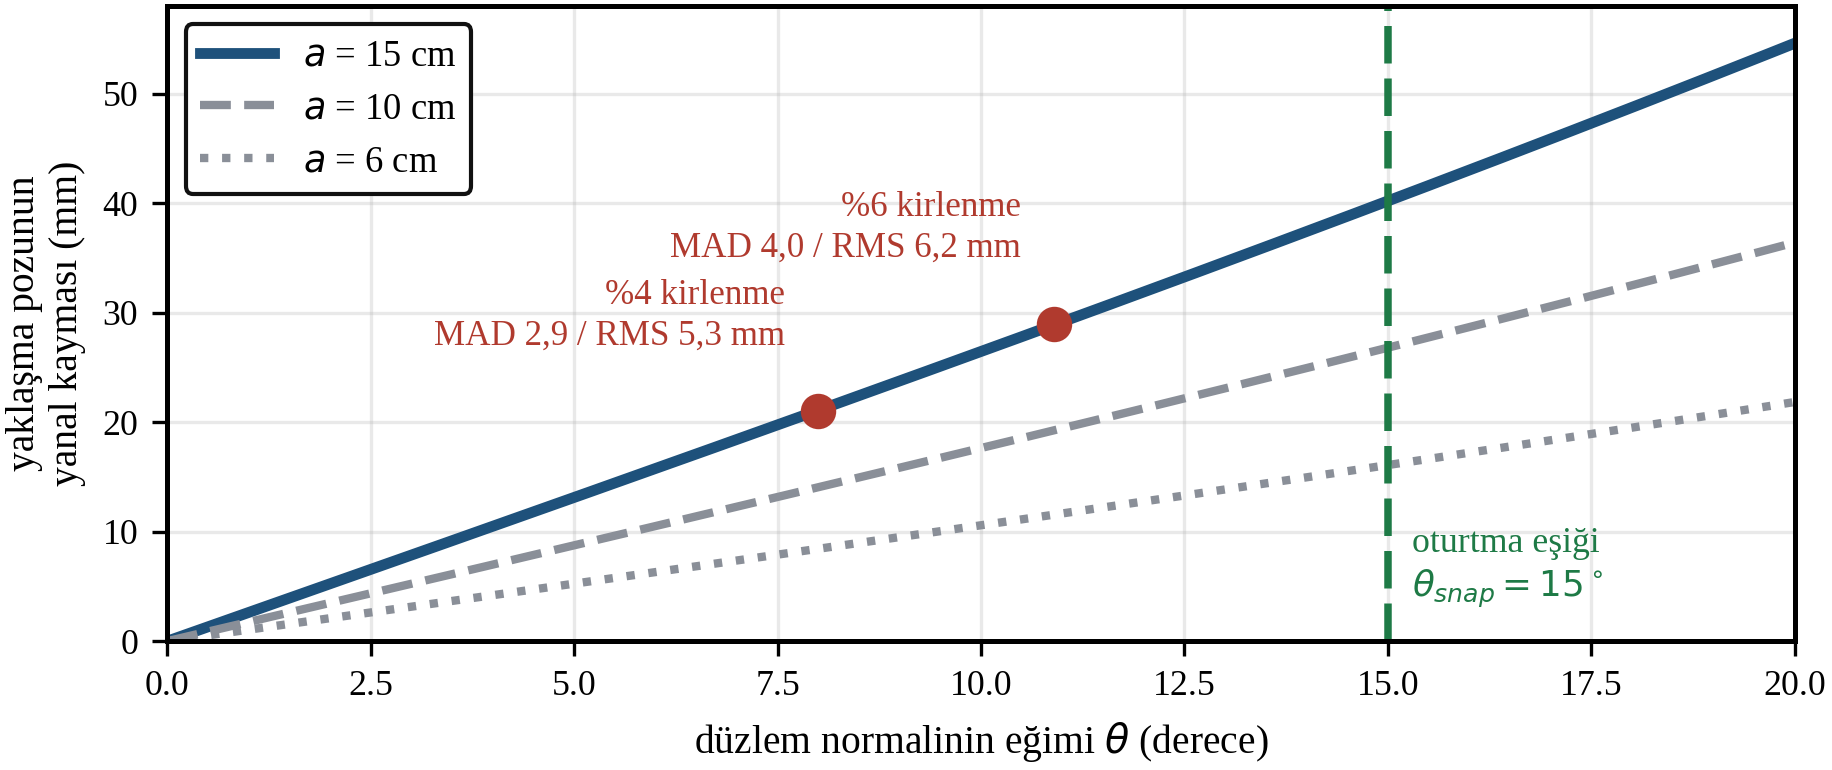 a = 15 cm
a = 10 cm
a = 6 cm
%6 kirlenme
MAD 4,0 / RMS 6,2 mm
%4 kirlenme
MAD 2,9 / RMS 5,3 mm
oturtma eşiği
θsnap = 15°
yaklaşma pozunun
yanal kayması (mm)
50
40
30
20
10
0
0.0 2.5 5.0 7.5 10.0 12.5 15.0 17.5 20.0
düzlem normalinin eğimi θ (derece)